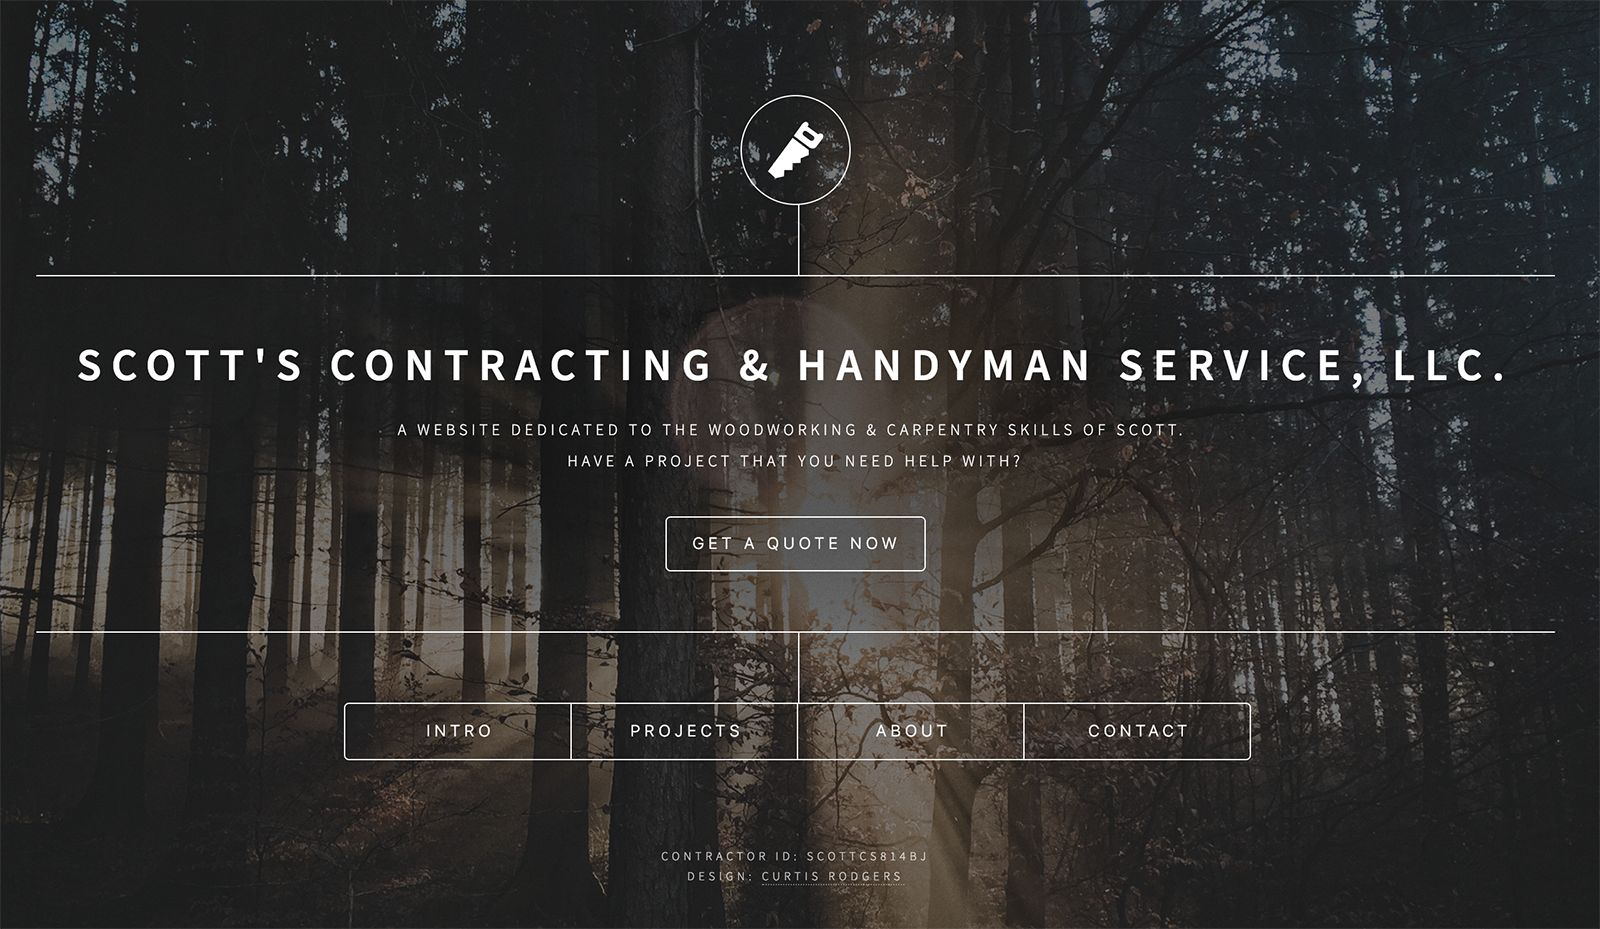 SCOTT'S CONTRACTING & HANDYMAN SERVICE, LLC.
A WEBSITE DEDICATED TO THE WOODWORKING & CARPENTRY SKILLS OF SCOTT.
HAVE A PROJECT THAT YOU NEED HELP WITH?
GET A QUOTE NOW
INTRO PROJECTS ABOUT CONTACT
CONTRACTOR ID: SCOTTCS814BJ
DESIGN: CURTIS RODGERS